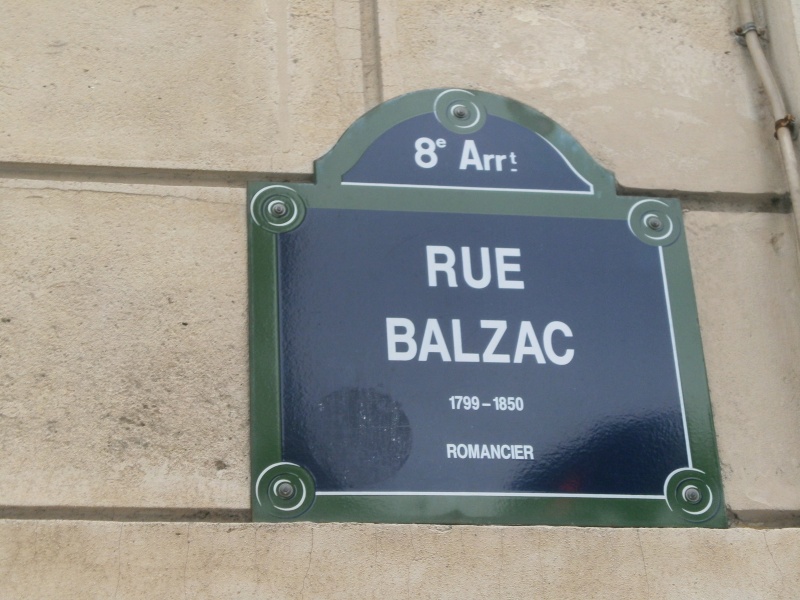 8e Arrt
RUE
BALZAC
1799-1850
ROMANCIER